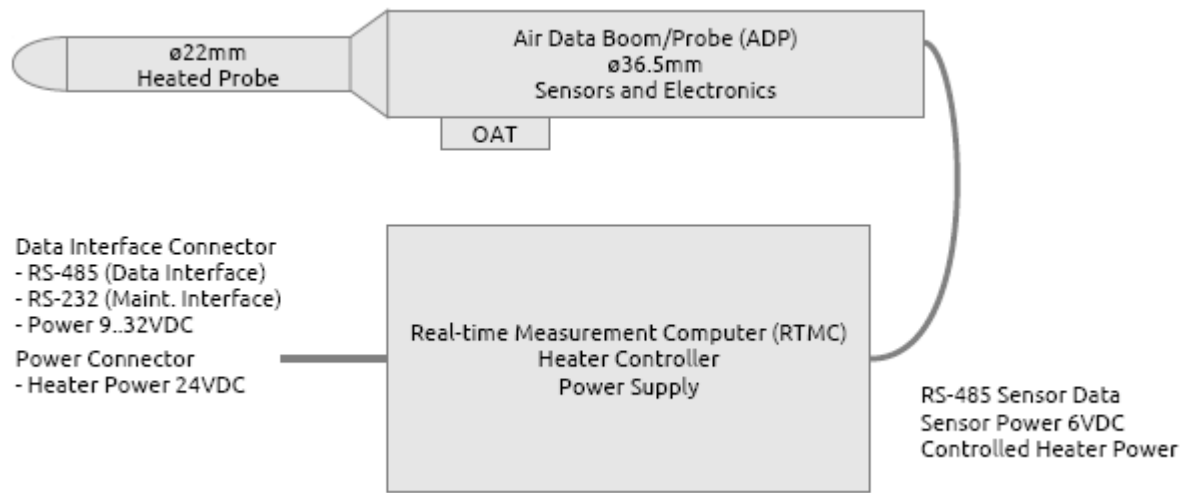 ø22mm
Heated Probe
Air Data Boom/Probe (ADP)
ø36.5mm
Sensors and Electronics
OAT
Data Interface Connector
- RS-485 (Data Interface)
- RS-232 (Maint. Interface)
- Power 9..32VDC
Power Connector
- Heater Power 24VDC
Real-time Measurement Computer (RTMC)
Heater Controller
Power Supply
RS-485 Sensor Data
Sensor Power 6VDC
Controlled Heater Power